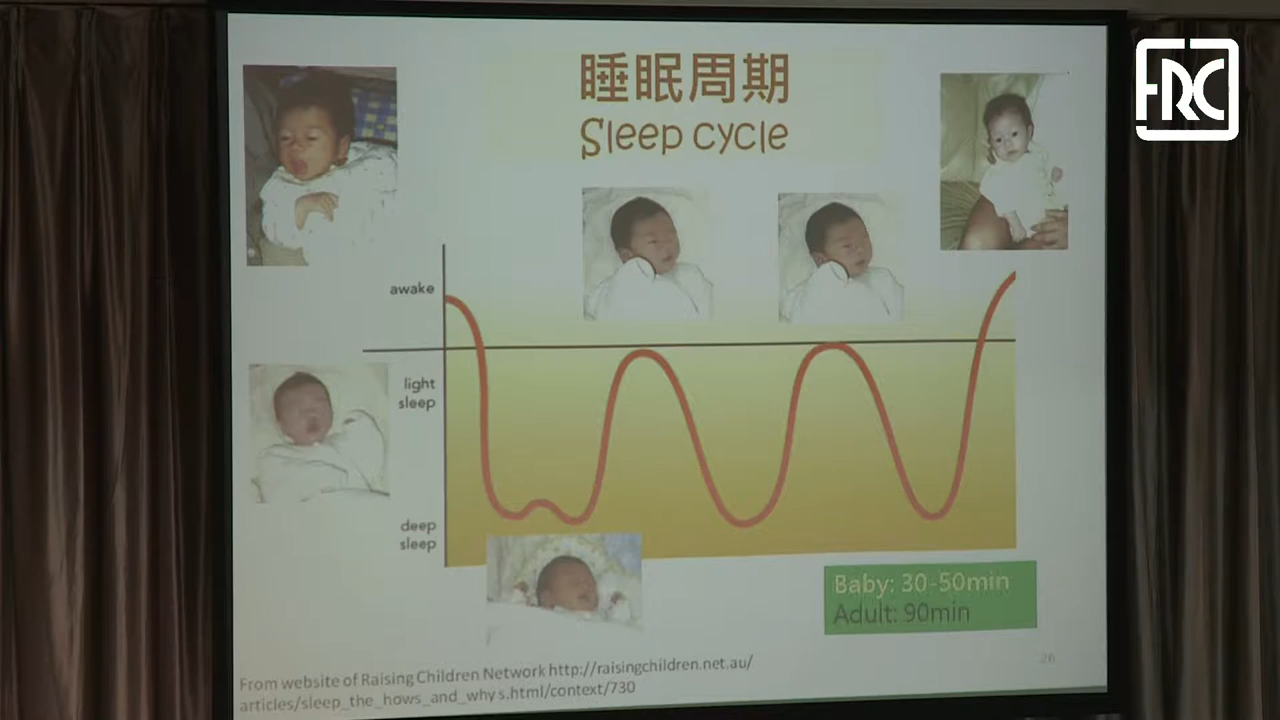 睡眠周期
Sleep cycle
FRC
awake
light
sleep
deep
sleep
Baby: 30-50min
Adult: 90min
From website of Raising Children Network http://raisingchildren.net.au/
articles/sleep_the_hows_and_why s.html/context/730
26